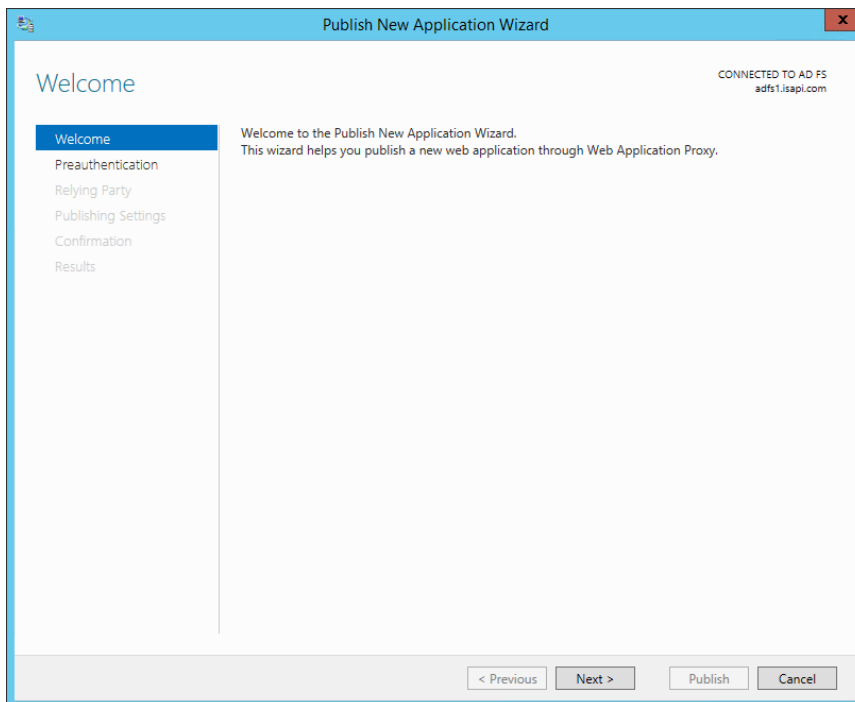 Publish New Application Wizard
x
Welcome
CONNECTED TO AD FS
adfs1.isapi.com
Welcome
Preauthentication
Relying Party
Publishing Settings
Confirmation
Results
Welcome to the Publish New Application Wizard.
This wizard helps you publish a new web application through Web Application Proxy.
< Previous
Next >
Publish
Cancel